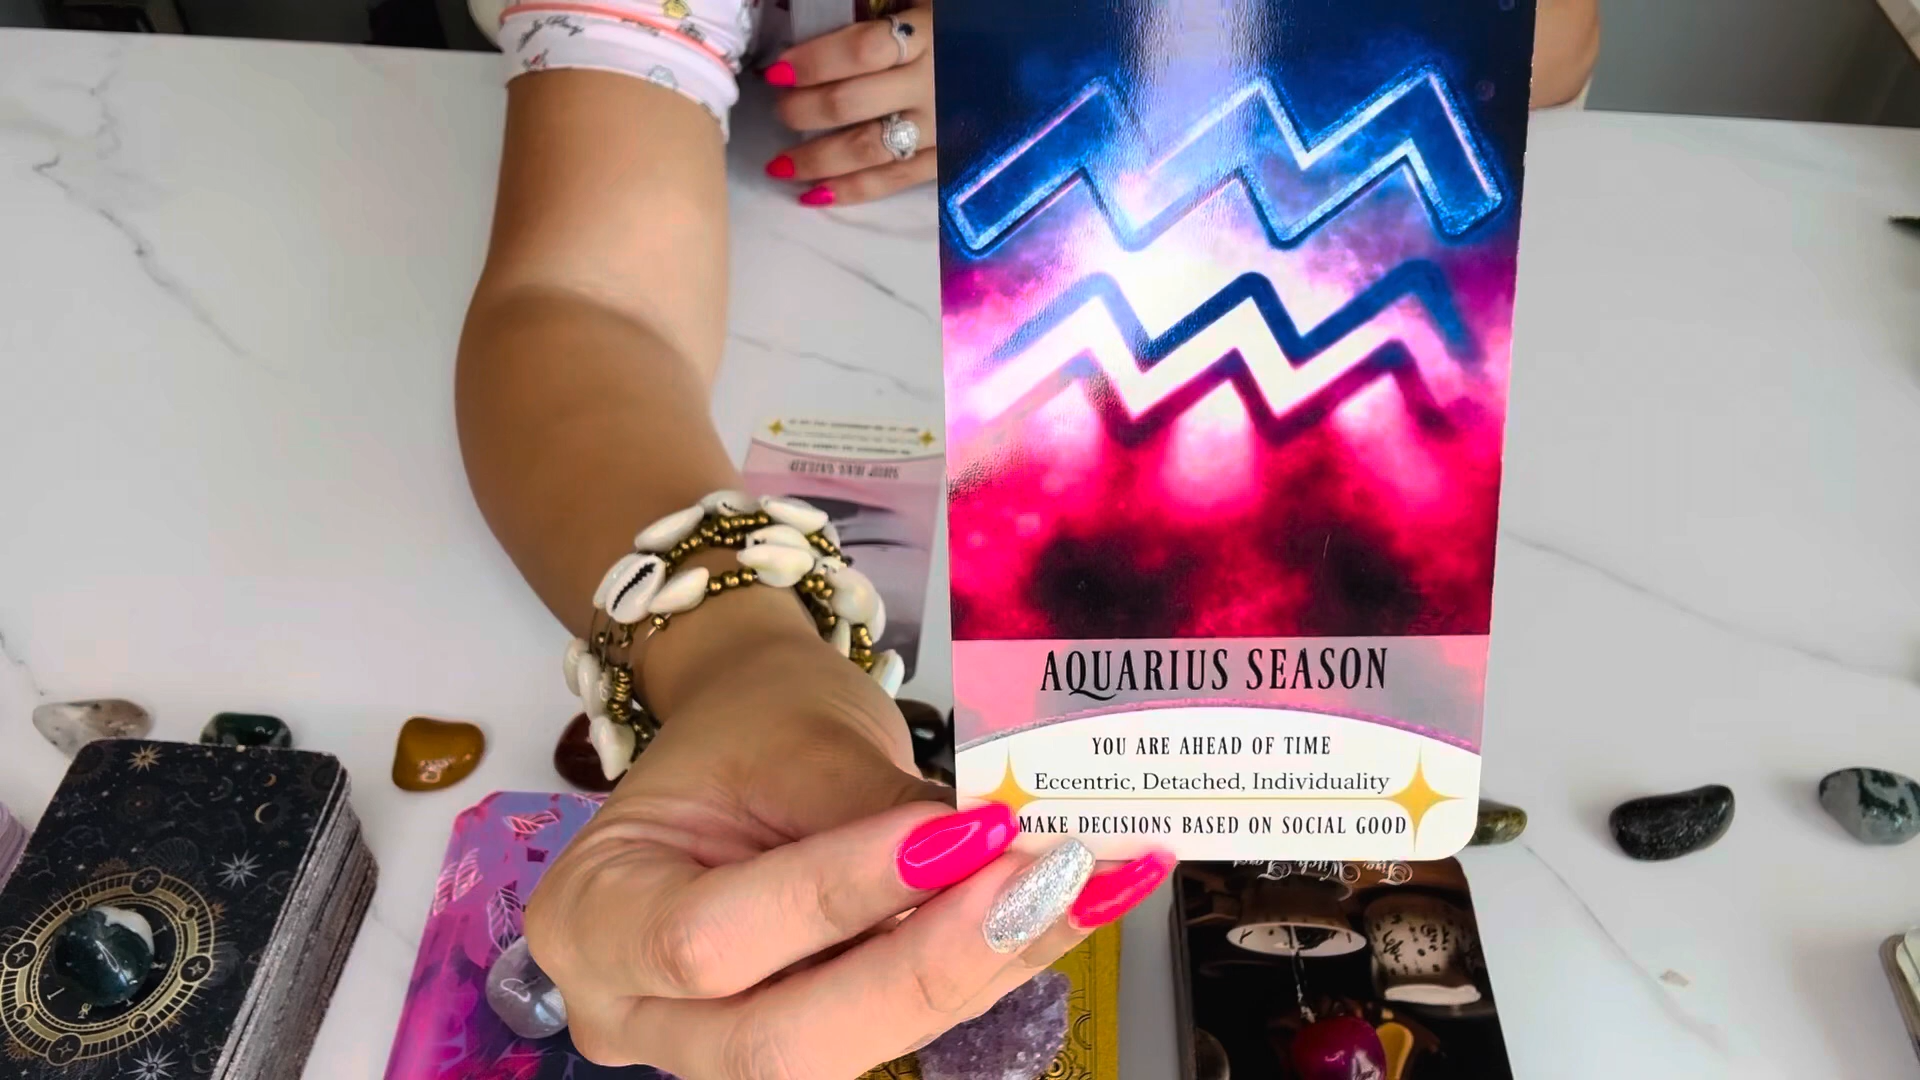 AQUARIUS SEASON
YOU ARE AHEAD OF TIME
Eccentric, Detached, Individuality
MAKE DECISIONS BASED ON SOCIAL GOOD